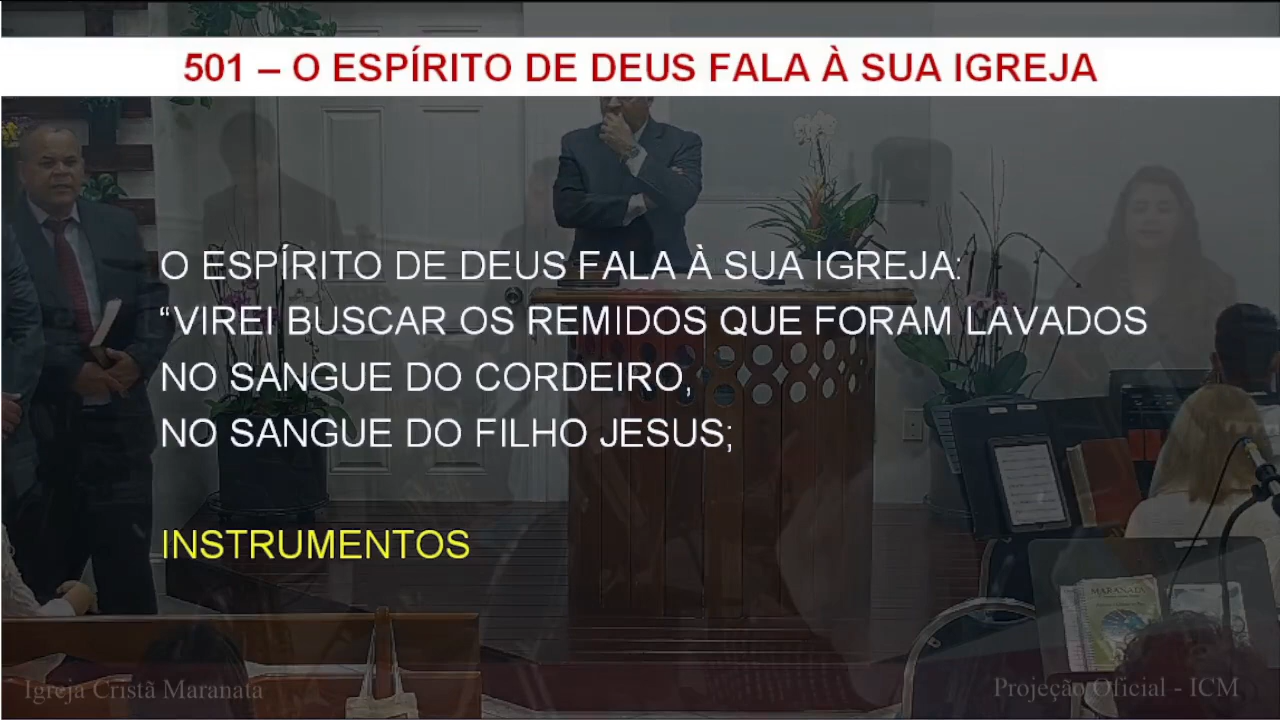 501 – O ESPÍRITO DE DEUS FALA À SUA IGREJA
O ESPÍRITO DE DEUS FALA À SUA IGREJA:
“VIREI BUSCAR OS REMIDOS QUE FORAM LAVADOS
NO SANGUE DO CORDEIRO,
NO SANGUE DO FILHO JESUS;
INSTRUMENTOS
MARANATA
Igreja Cristã Maranata
Projeção Oficial - ICM